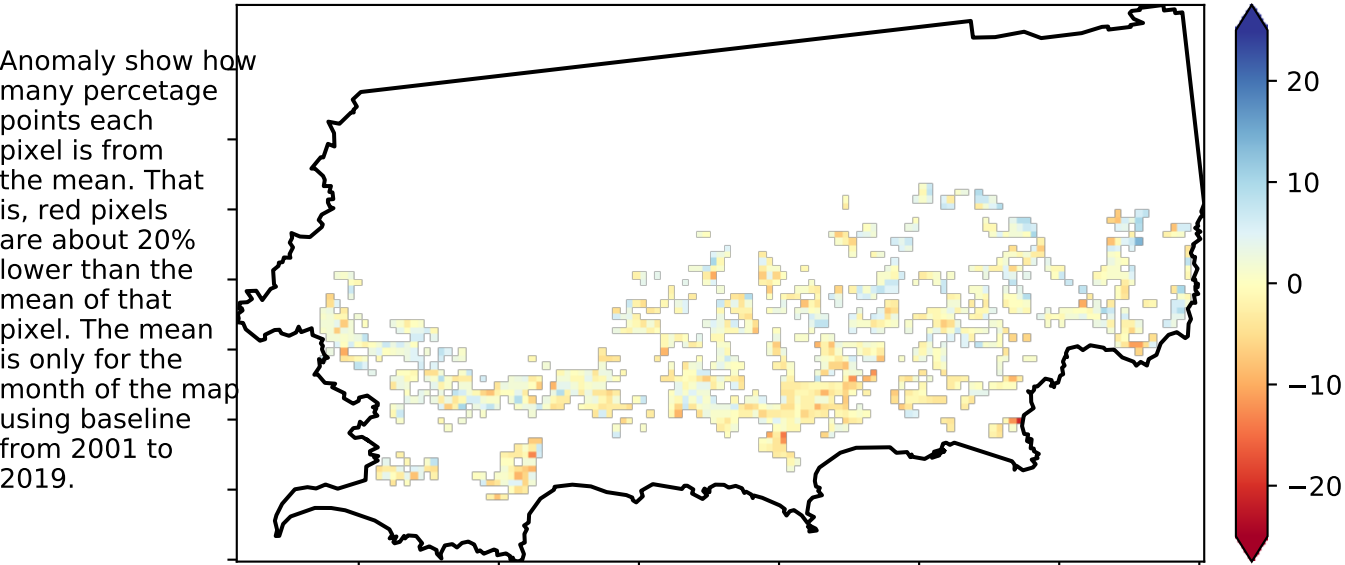 Anomaly show how
many percetage
points each
pixel is from
the mean. That
is, red pixels
are about 20%
lower than the
mean of that
pixel. The mean
is only for the
month of the map
using baseline
from 2001 to
2019.
20
10
0
−10
−20